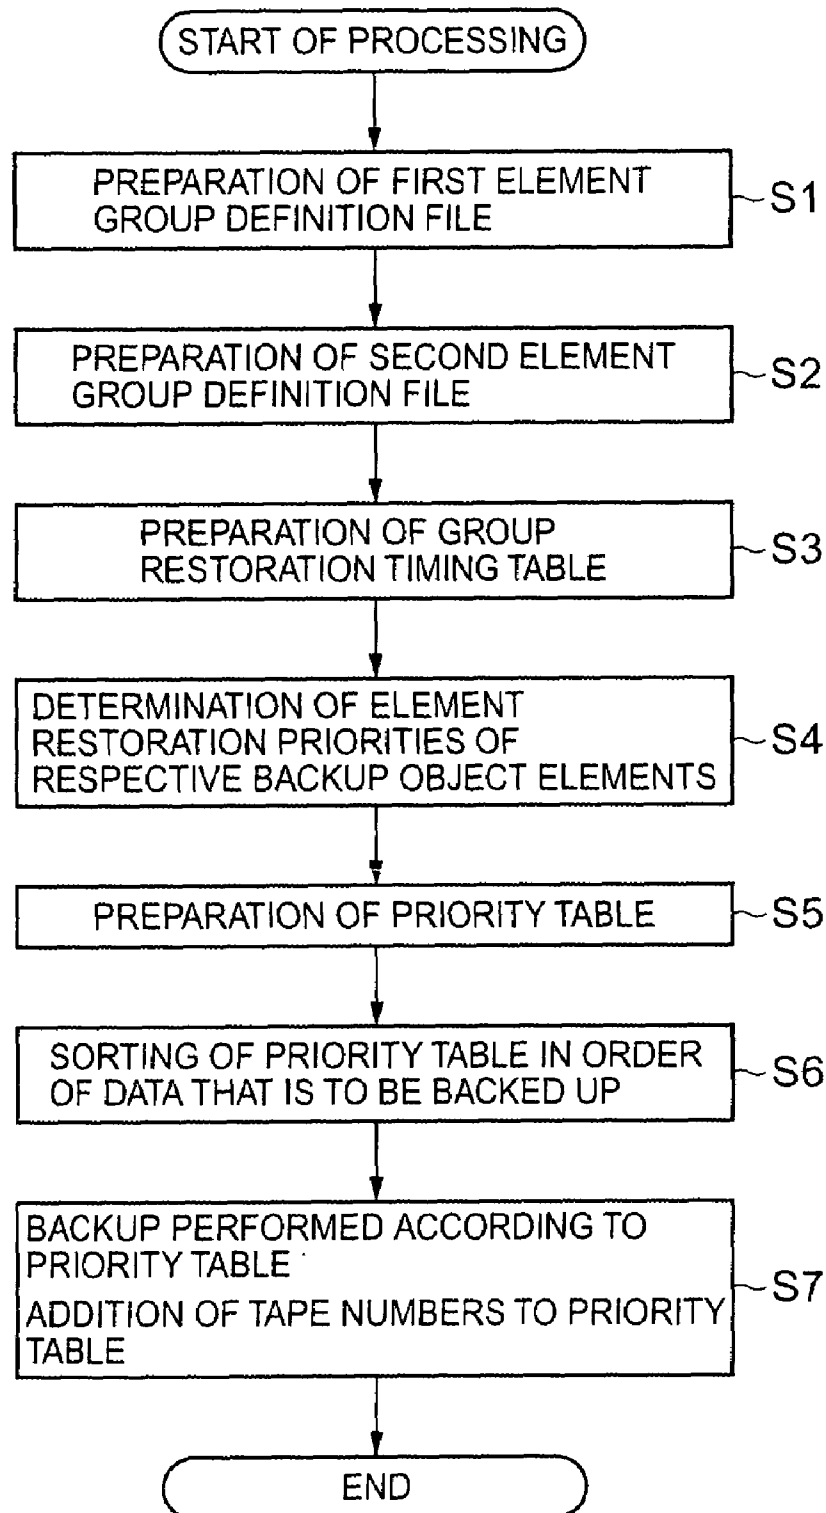 START OF PROCESSING
PREPARATION OF FIRST ELEMENT
GROUP DEFINITION FILE
S1
PREPARATION OF SECOND ELEMENT
GROUP DEFINITION FILE
S2
PREPARATION OF GROUP
RESTORATION TIMING TABLE
S3
DETERMINATION OF ELEMENT
RESTORATION PRIORITIES OF
RESPECTIVE BACKUP OBJECT ELEMENTS
S4
PREPARATION OF PRIORITY TABLE
S5
SORTING OF PRIORITY TABLE IN ORDER
OF DATA THAT IS TO BE BACKED UP
S6
BACKUP PERFORMED ACCORDING TO
PRIORITY TABLE
ADDITION OF TAPE NUMBERS TO PRIORITY
TABLE
S7
END